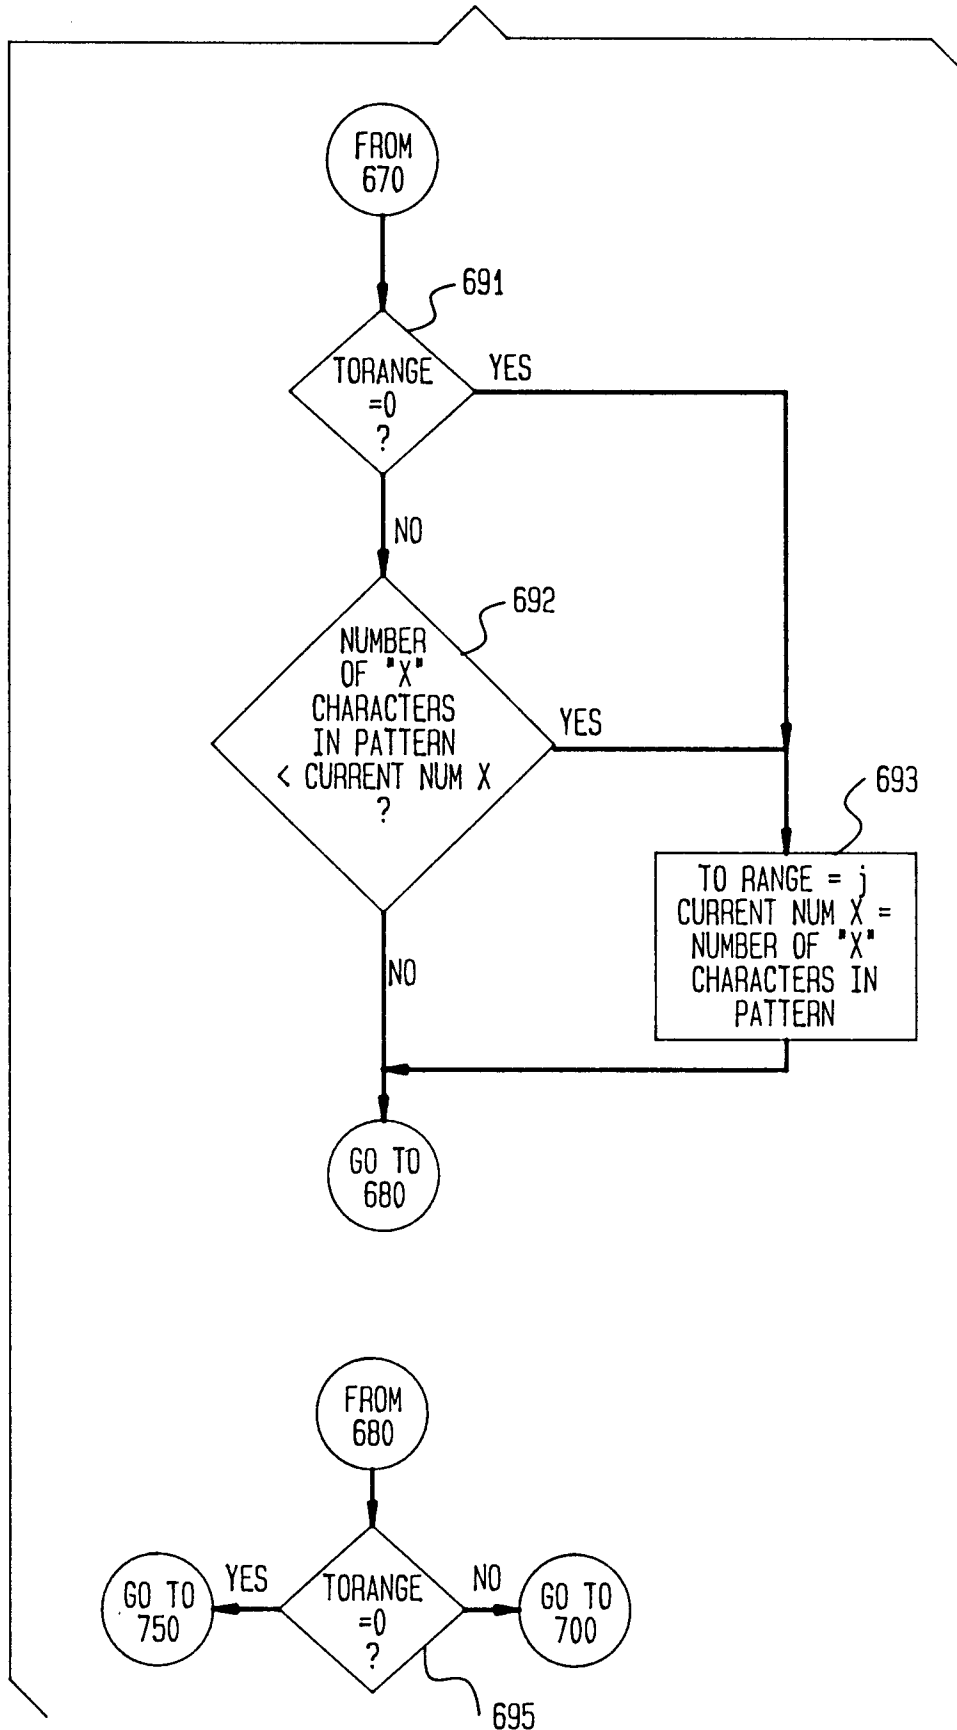 FROM
670
691
TORANGE
=0
?
YES
NO
692
NUMBER
OF "X"
CHARACTERS
IN PATTERN
< CURRENT NUM X
?
YES
693
TO RANGE = j
CURRENT NUM X =
NUMBER OF "X"
CHARACTERS IN
PATTERN
NO
GO TO
680
FROM
680
TORANGE
=0
?
YES
GO TO
750
NO
GO TO
700
695